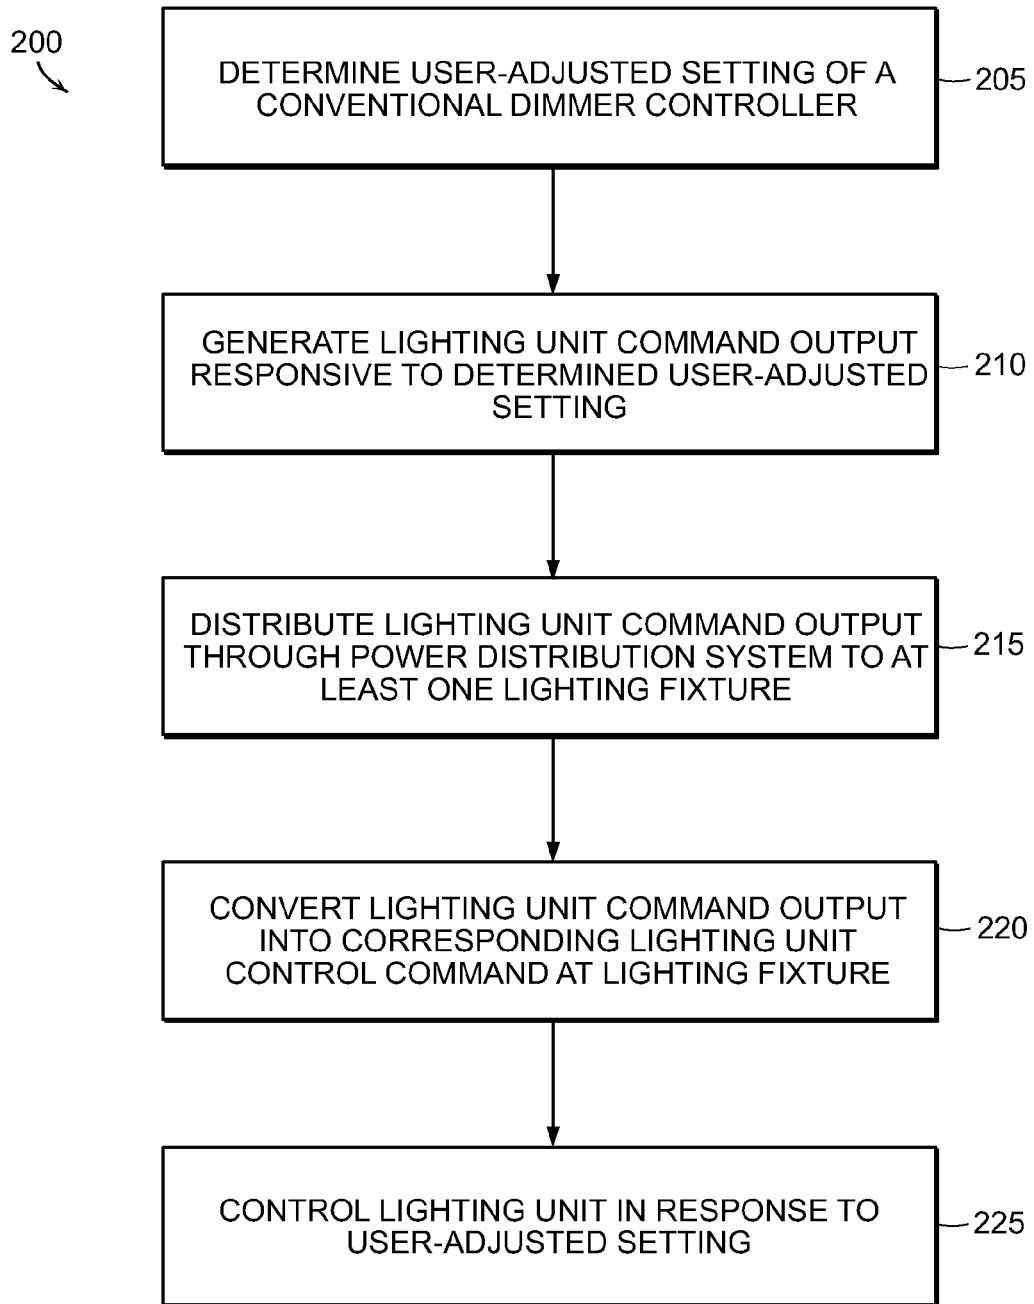 200
DETERMINE USER-ADJUSTED SETTING OF A
CONVENTIONAL DIMMER CONTROLLER
205
GENERATE LIGHTING UNIT COMMAND OUTPUT
RESPONSIVE TO DETERMINED USER-ADJUSTED
SETTING
210
DISTRIBUTE LIGHTING UNIT COMMAND OUTPUT
THROUGH POWER DISTRIBUTION SYSTEM TO AT
LEAST ONE LIGHTING FIXTURE
215
CONVERT LIGHTING UNIT COMMAND OUTPUT
INTO CORRESPONDING LIGHTING UNIT
CONTROL COMMAND AT LIGHTING FIXTURE
220
CONTROL LIGHTING UNIT IN RESPONSE TO
USER-ADJUSTED SETTING
225